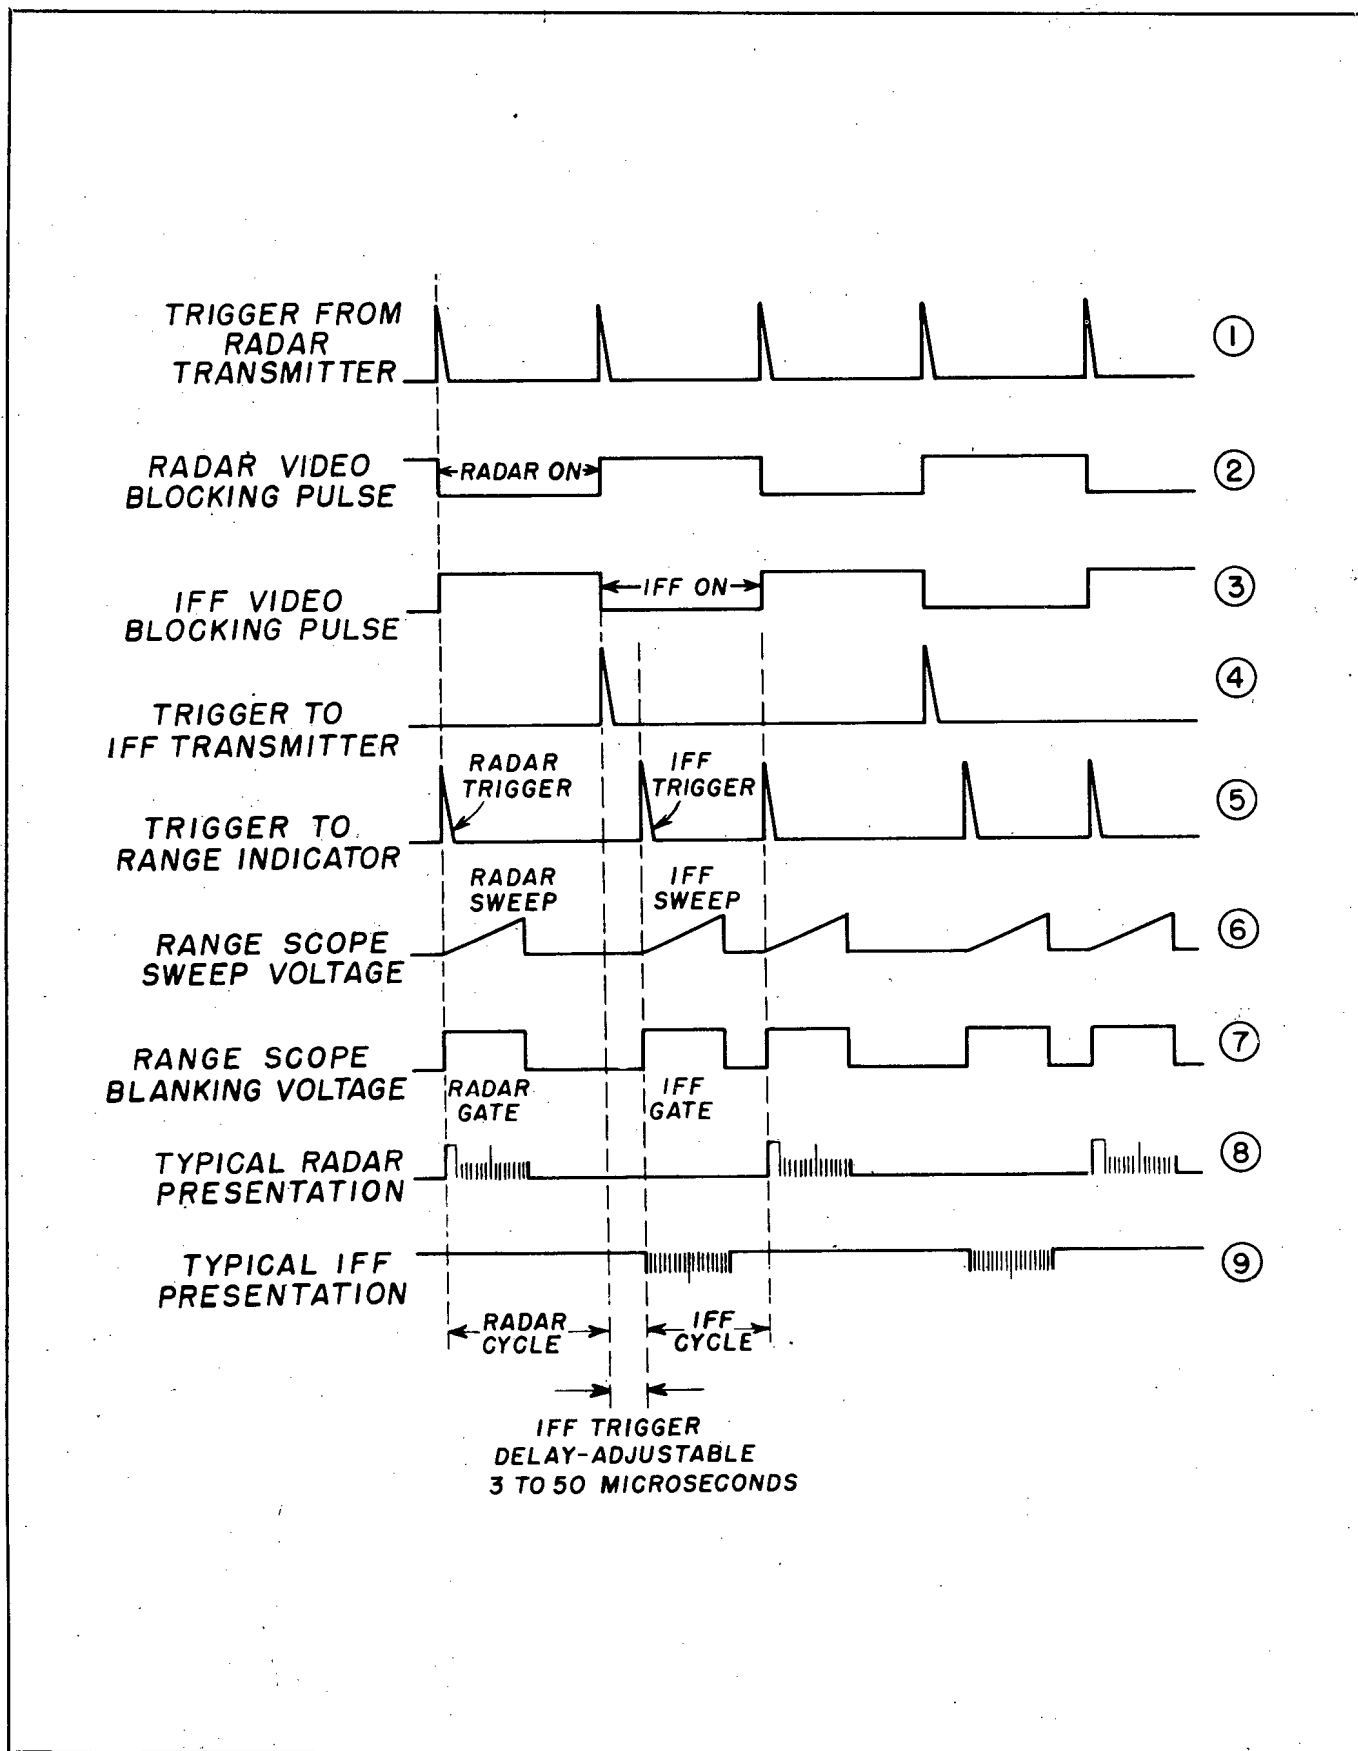 TRIGGER FROM
RADAR
TRANSMITTER
①
RADAR VIDEO
BLOCKING PULSE
RADAR ON
②
IFF VIDEO
BLOCKING PULSE
IFF ON
③
TRIGGER TO
IFF TRANSMITTER
④
RADAR
TRIGGER
IFF
TRIGGER
TRIGGER TO
RANGE INDICATOR
⑤
RADAR
SWEEP
IFF
SWEEP
RANGE SCOPE
SWEEP VOLTAGE
⑥
RANGE SCOPE
BLANKING VOLTAGE
RADAR
GATE
IFF
GATE
⑦
TYPICAL RADAR
PRESENTATION
⑧
TYPICAL IFF
PRESENTATION
⑨
RADAR
CYCLE
IFF
CYCLE
IFF TRIGGER
DELAY-ADJUSTABLE
3 TO 50 MICROSECONDS